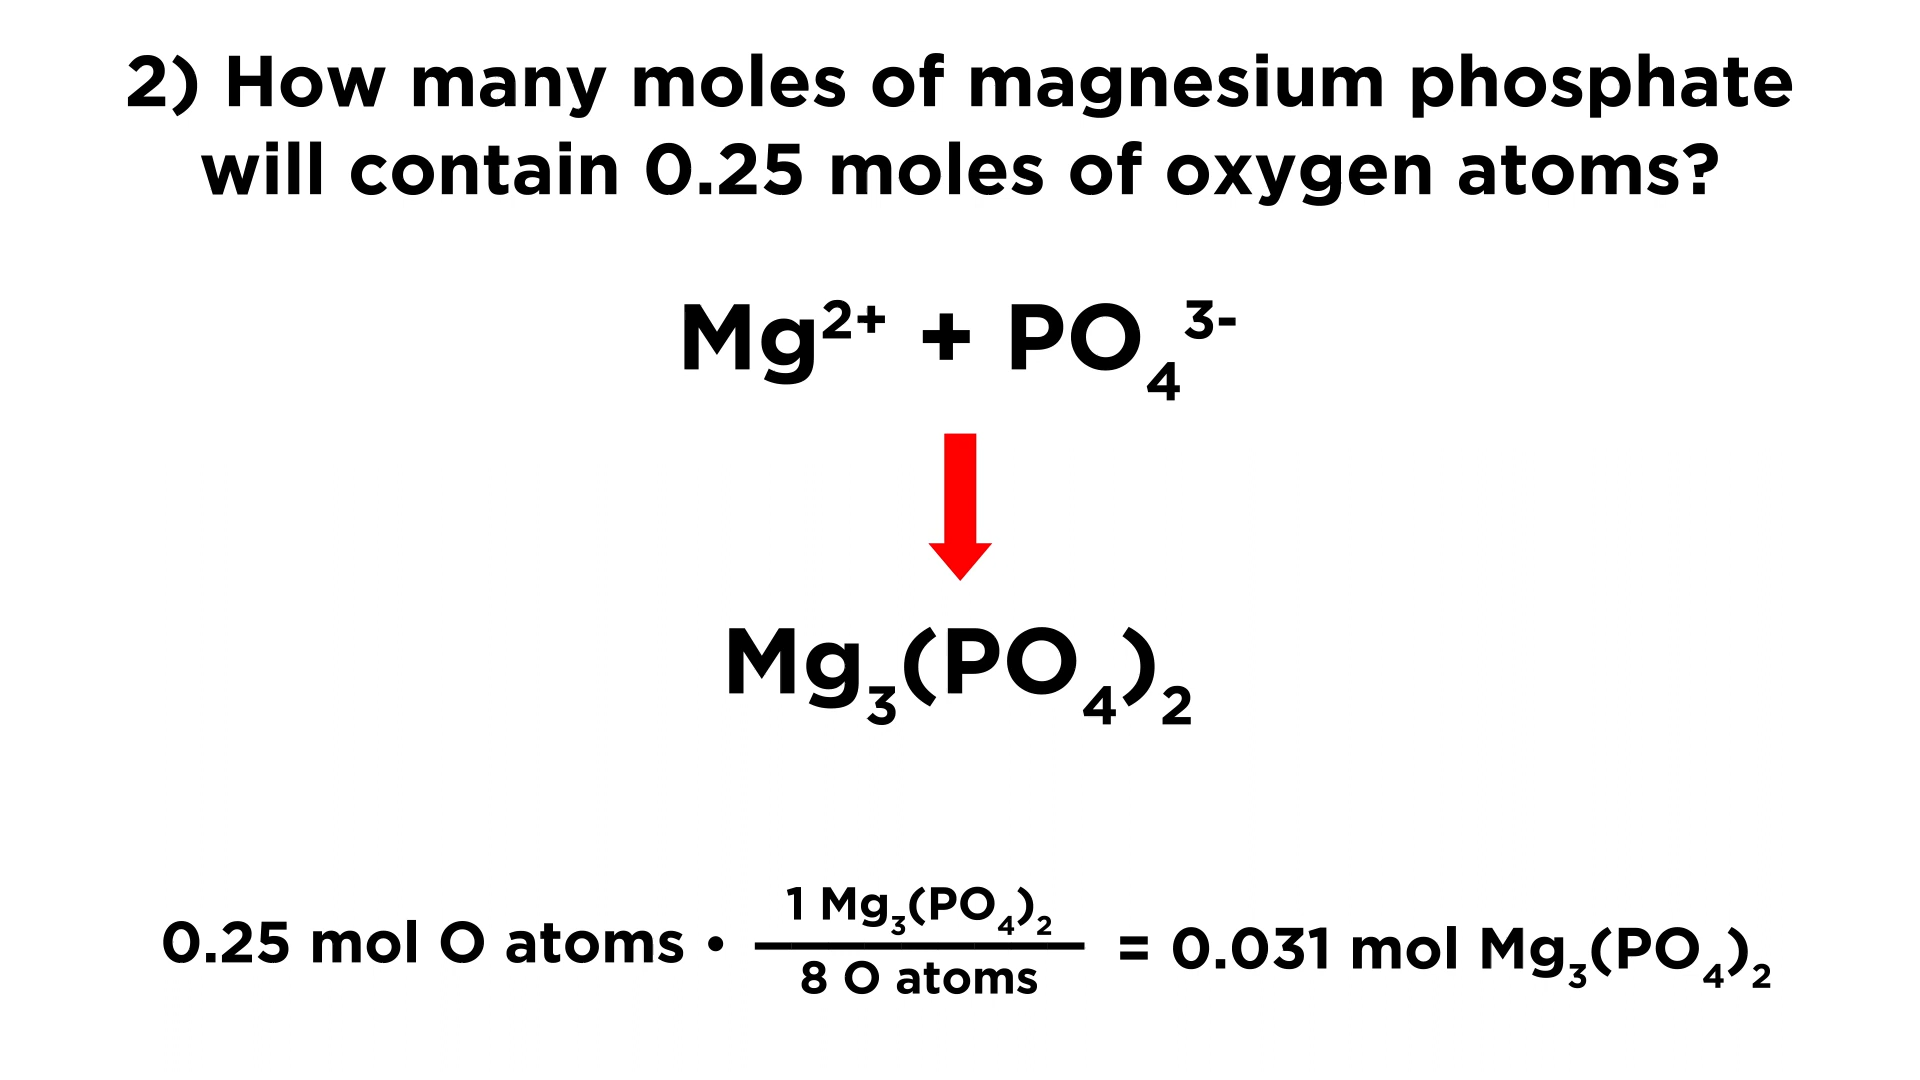 2) How many moles of magnesium phosphate
will contain 0.25 moles of oxygen atoms?
Mg²⁺ + PO₄³⁻
Mg₃(PO₄)₂
0.25 mol O atoms • 1 Mg₃(PO₄)₂ / 8 O atoms = 0.031 mol Mg₃(PO₄)₂